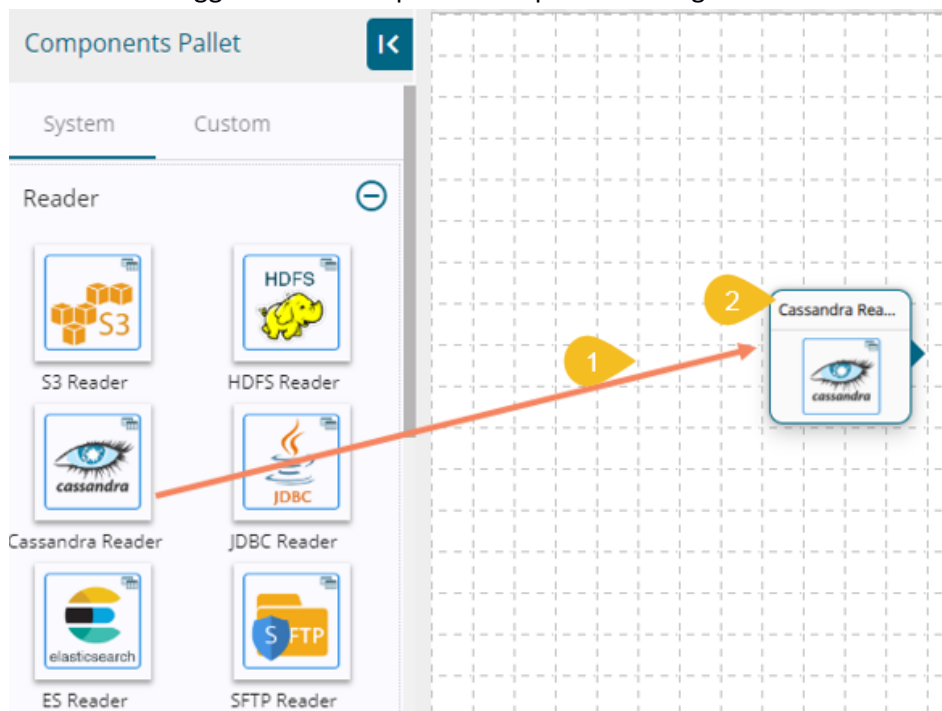 Components Pallet
System Custom
Reader
S3
HDFS
S3 Reader HDFS Reader
cassandra
JDBC
Cassandra Reader JDBC Reader
elasticsearch
S FTP
ES Reader SFTP Reader
1
2
Cassandra Rea...
cassandra